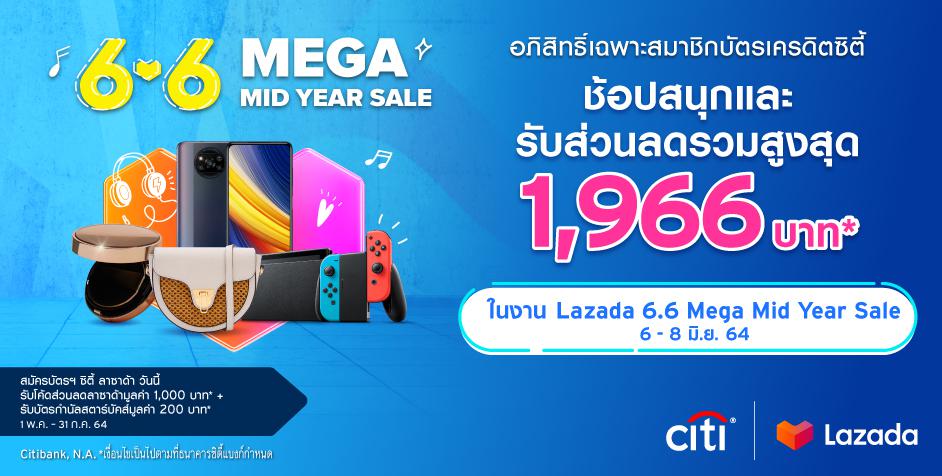 6.6 MEGA
MID YEAR SALE
อภิสิทธิ์เฉพาะสมาชิกบัตรเครดิตซิตี้
ช้อปสนุกและ
รับส่วนลดรวมสูงสุด
1,966 บาท*
ในงาน Lazada 6.6 Mega Mid Year Sale
6 - 8 มิ.ย. 64
สมัครบัตรฯ ซิตี้ ลาซาด้า วันนี้
รับโค้ดส่วนลดลาซาด้ามูลค่า 1,000 บาท* +
รับบัตรกำนัลสตาร์บัคส์มูลค่า 200 บาท*
1 พ.ค. - 31 ก.ค. 64
Citibank, N.A. *เงื่อนไขเป็นไปตามที่ธนาคารซิตี้แบงก์กำหนด
citi®
Lazada